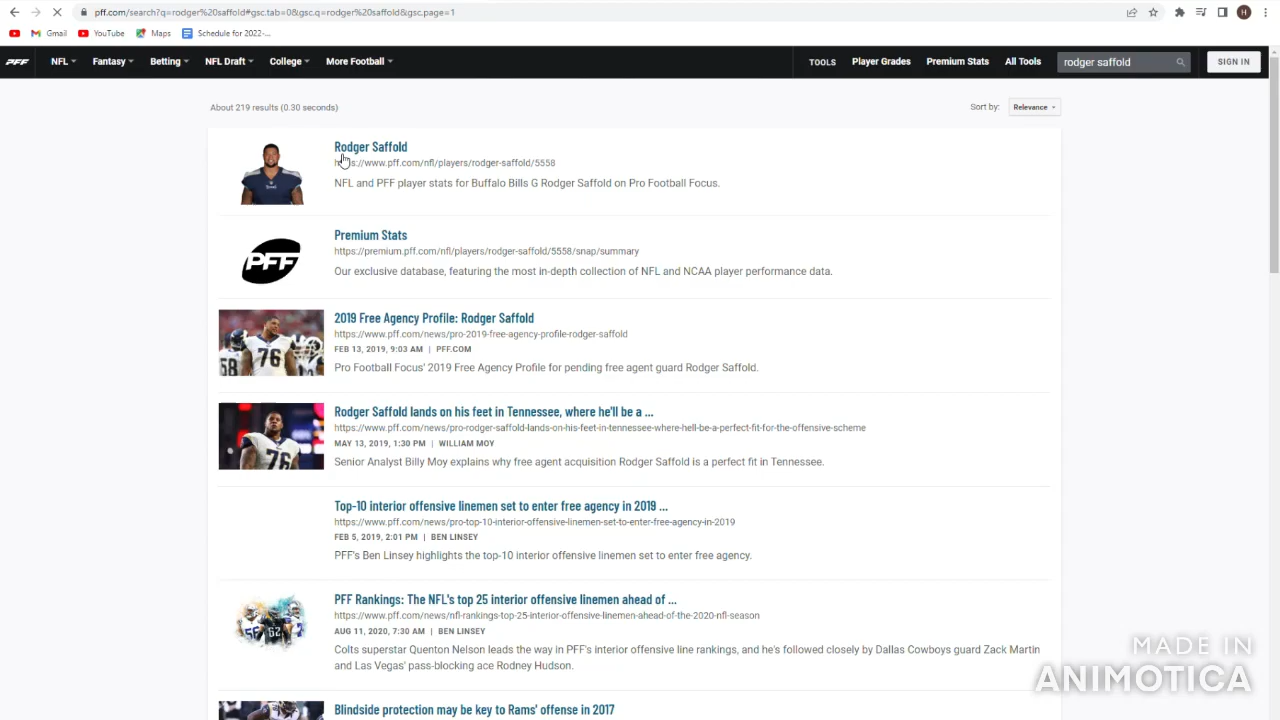 pff.com/search?q=rodger%20saffold#gsc.tab=0&gsc.q=rodger%20saffold&gsc.page=1
H
Gmail YouTube Maps Schedule for 2022-...
PFF NFL Fantasy Betting NFL Draft College More Football TOOLS Player Grades Premium Stats All Tools rodger saffold SIGN IN
About 219 results (0.30 seconds) Sort by: Relevance
Rodger Saffold
https://www.pff.com/nfl/players/rodger-saffold/5558
NFL and PFF player stats for Buffalo Bills G Rodger Saffold on Pro Football Focus.
Premium Stats
https://premium.pff.com/nfl/players/rodger-saffold/5558/snap/summary
PFF
Our exclusive database, featuring the most in-depth collection of NFL and NCAA player performance data.
2019 Free Agency Profile: Rodger Saffold
https://www.pff.com/news/pro-2019-free-agency-profile-rodger-saffold
FEB 13, 2019, 9:03 AM | PFF.COM
58 76
Pro Football Focus' 2019 Free Agency Profile for pending free agent guard Rodger Saffold.
Rodger Saffold lands on his feet in Tennessee, where he'll be a ...
https://www.pff.com/news/pro-rodger-saffold-lands-on-his-feet-in-tennessee-where-hell-be-a-perfect-fit-for-the-offensive-scheme
MAY 13, 2019, 1:30 PM | WILLIAM MOY
76
Senior Analyst Billy Moy explains why free agent acquisition Rodger Saffold is a perfect fit in Tennessee.
Top-10 interior offensive linemen set to enter free agency in 2019 ...
https://www.pff.com/news/pro-top-10-interior-offensive-linemen-set-to-enter-free-agency-in-2019
FEB 5, 2019, 2:01 PM | BEN LINSEY
PFF's Ben Linsey highlights the top-10 interior offensive linemen set to enter free agency.
PFF Rankings: The NFL's top 25 interior offensive linemen ahead of ...
https://www.pff.com/news/nfl-rankings-top-25-interior-offensive-linemen-ahead-of-the-2020-nfl-season
AUG 11, 2020, 7:30 AM | BEN LINSEY
62
Colts superstar Quenton Nelson leads the way in PFF's interior offensive line rankings, and he's followed closely by Dallas Cowboys guard Zack Martin
and Las Vegas' pass-blocking ace Rodney Hudson.
Blindside protection may be key to Rams' offense in 2017
MADE IN
ANIMOTICA